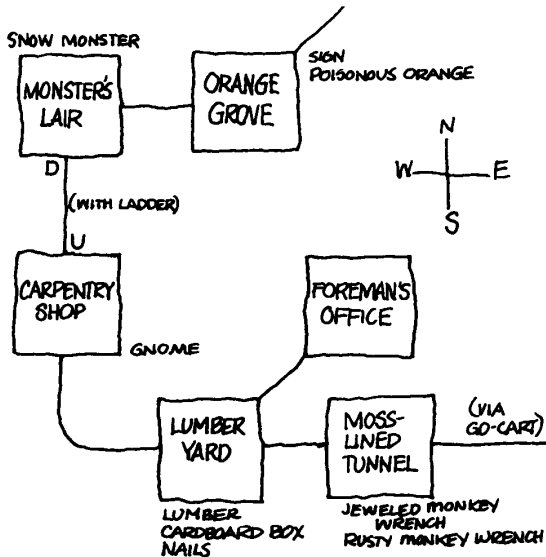 SNOW MONSTER
MONSTER'S
LAIR
ORANGE
GROVE
SIGN
POISONOUS ORANGE
N
W
E
S
D
(WITH LADDER)
U
CARPENTRY
SHOP
GNOME
FOREMAN'S
OFFICE
LUMBER
YARD
MOSS-
LINED
TUNNEL
(VIA
GO-CART)
LUMBER
CARDBOARD BOX
NAILS
JEWELED MONKEY
WRENCH
RUSTY MONKEY WRENCH